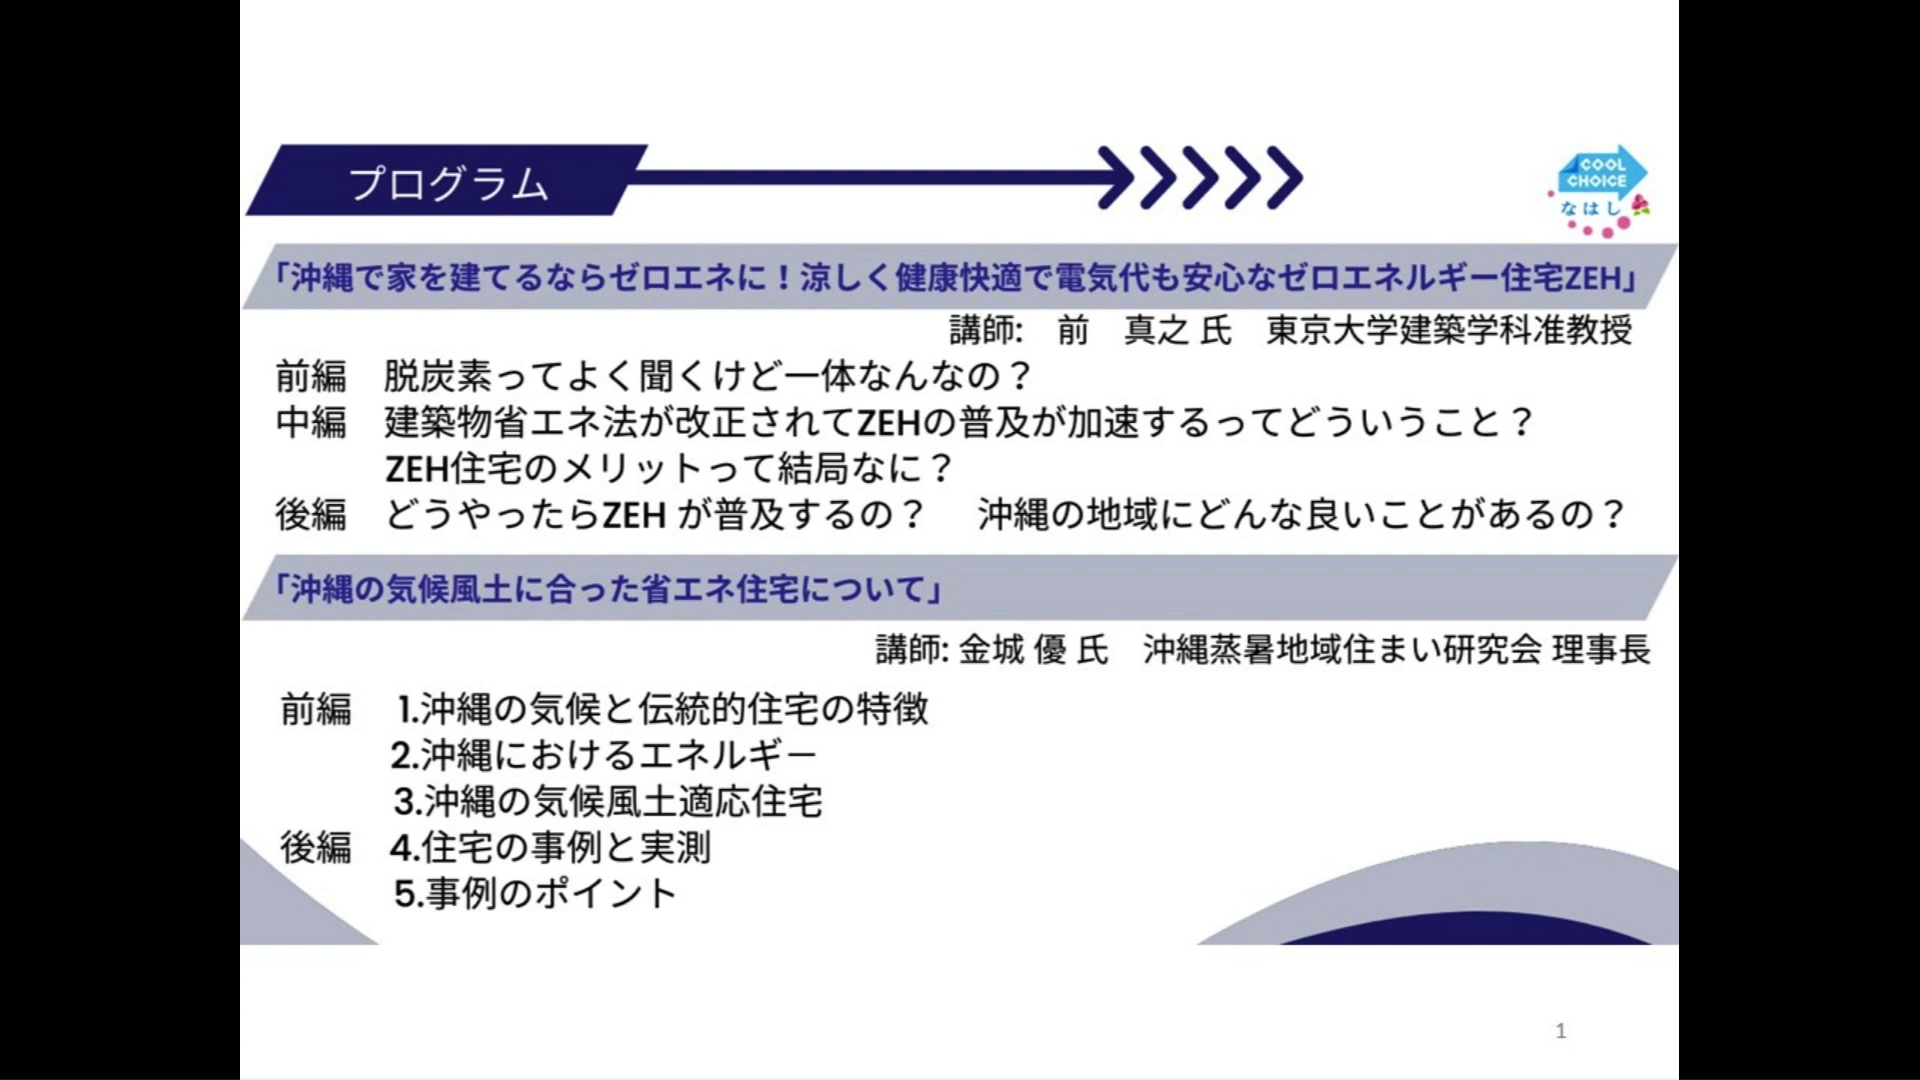 プログラム
COOL
CHOICE
なはし
「沖縄で家を建てるならゼロエネに！涼しく健康快適で電気代も安心なゼロエネルギー住宅ZEH」
講師:　前　真之 氏　東京大学建築学科准教授
前編　脱炭素ってよく聞くけど一体なんなの？
中編　建築物省エネ法が改正されてZEHの普及が加速するってどういうこと？
ZEH住宅のメリットって結局なに？
後編　どうやったらZEH が普及するの？　沖縄の地域にどんな良いことがあるの？
「沖縄の気候風土に合った省エネ住宅について」
講師: 金城 優 氏　沖縄蒸暑地域住まい研究会 理事長
前編　1.沖縄の気候と伝統的住宅の特徴
2.沖縄におけるエネルギー
3.沖縄の気候風土適応住宅
後編　4.住宅の事例と実測
5.事例のポイント
1